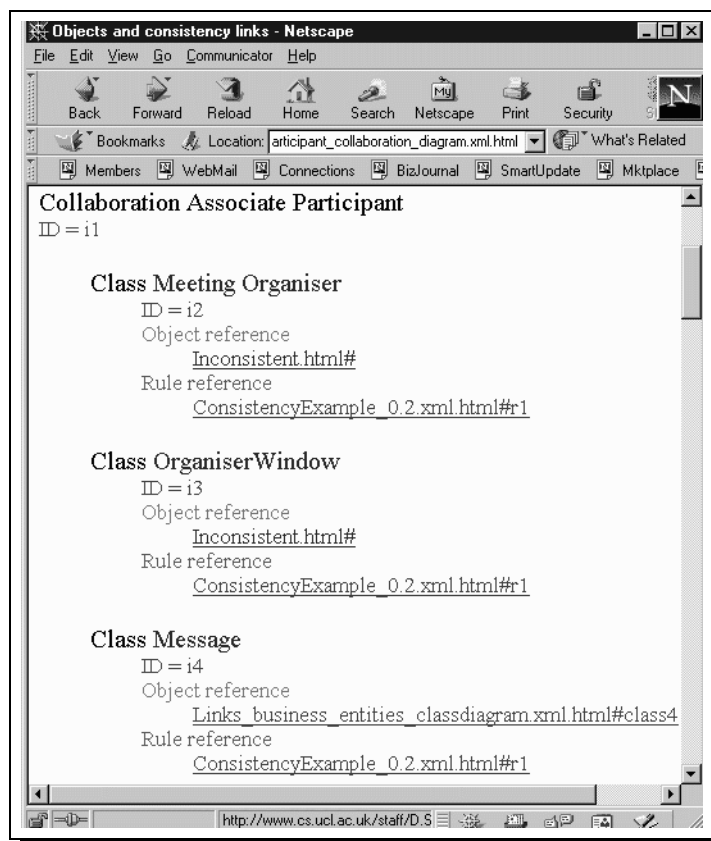 Objects and consistency links - Netscape
File Edit View Go Communicator Help
Back Forward Reload Home Search Netscape Print Security
My
N
Bookmarks Location: articipant_collaboration_diagram.xml.html What's Related
Members WebMail Connections BizJournal SmartUpdate Mktplace
Collaboration Associate Participant
ID = i1
Class Meeting Organiser
ID = i2
Object reference
Inconsistent.html#
Rule reference
ConsistencyExample_0.2.xml.html#r1
Class OrganiserWindow
ID = i3
Object reference
Inconsistent.html#
Rule reference
ConsistencyExample_0.2.xml.html#r1
Class Message
ID = i4
Object reference
Links_business_entities_classdiagram.xml.html#class4
Rule reference
ConsistencyExample_0.2.xml.html#r1
http://www.cs.ucl.ac.uk/staff/D.S